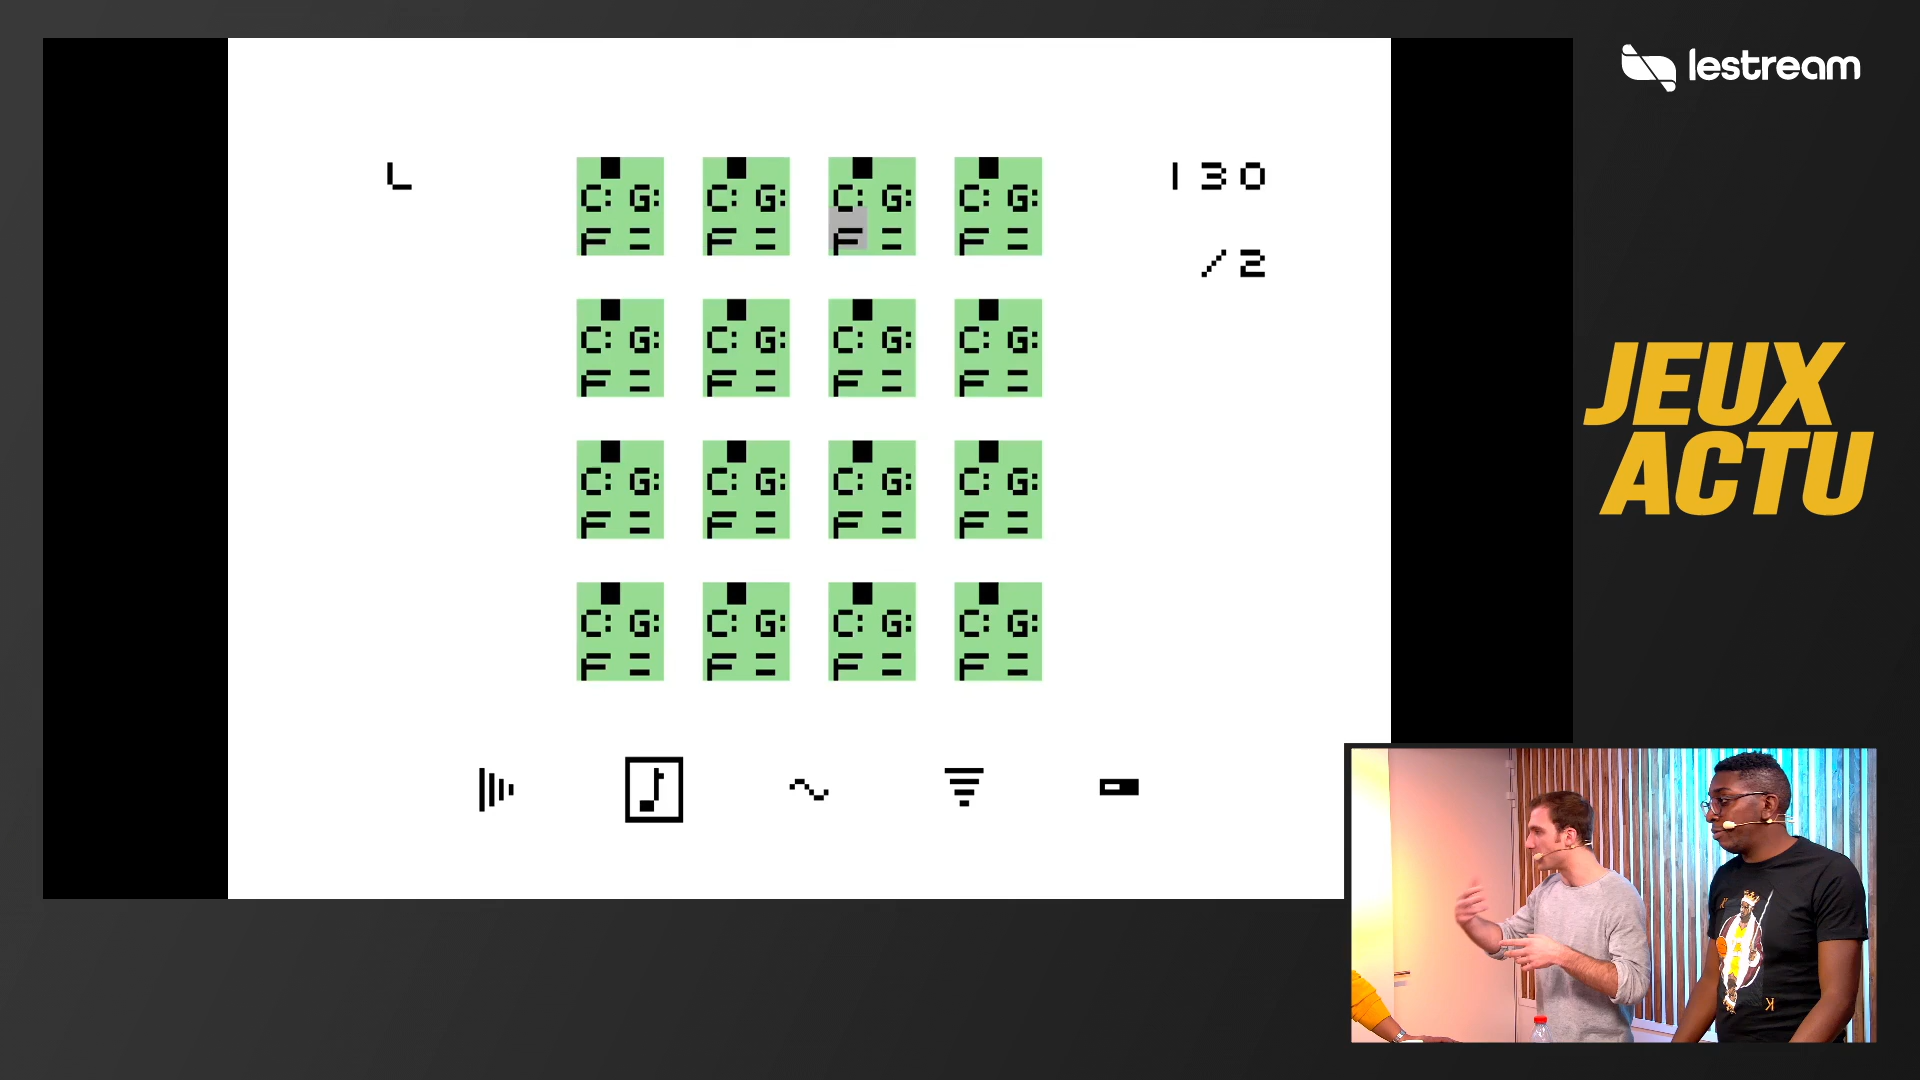 lestream
L
130
C: G: C: G: C: G: C: G:
F = F = F = F =
/2
C: G: C: G: C: G: C: G:
F = F = F = F =
JEUX
ACTU
C: G: C: G: C: G: C: G:
F = F = F = F =
C: G: C: G: C: G: C: G:
F = F = F = F =
K